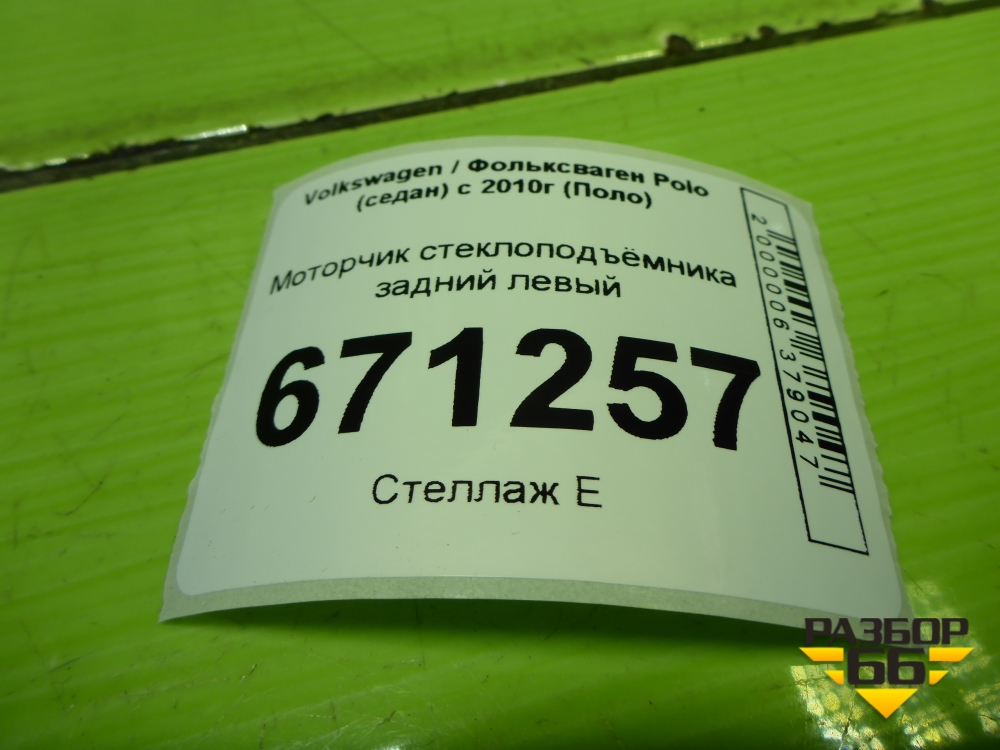 Volkswagen / Фольксваген Polo
(седан) с 2010г (Поло)
Моторчик стеклоподъёмника
задний левый
671257
Стеллаж Е
2000006379047
РАЗБОР
66